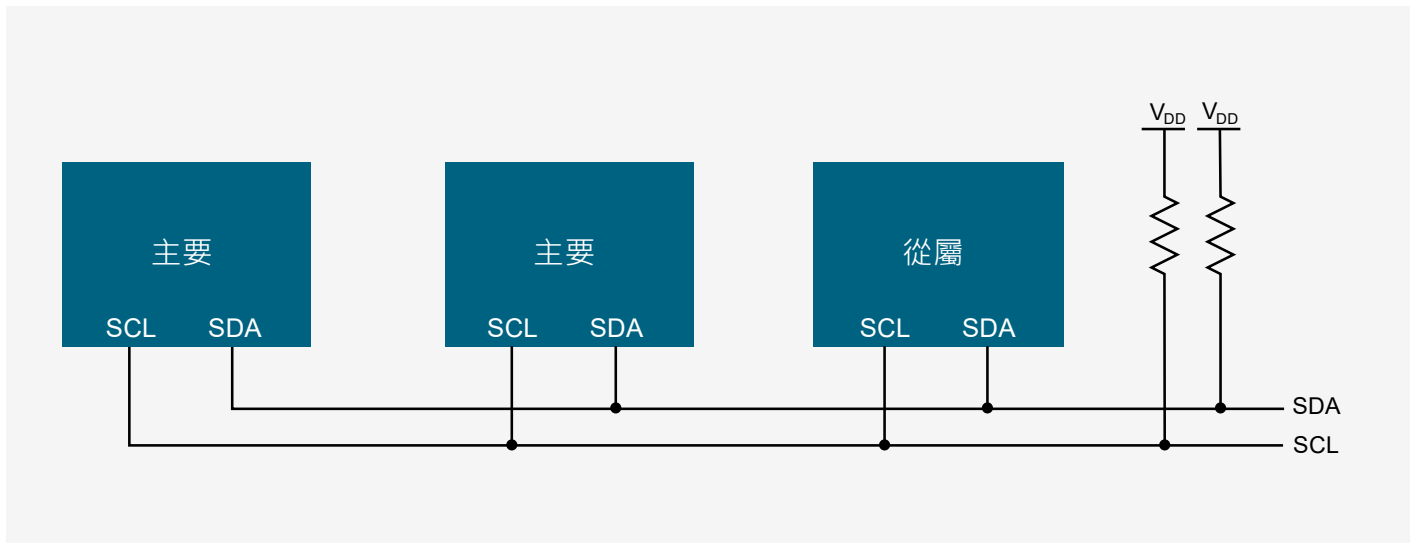 V_DD V_DD
主要 主要 從屬
SCL SDA SCL SDA SCL SDA
SDA
SCL